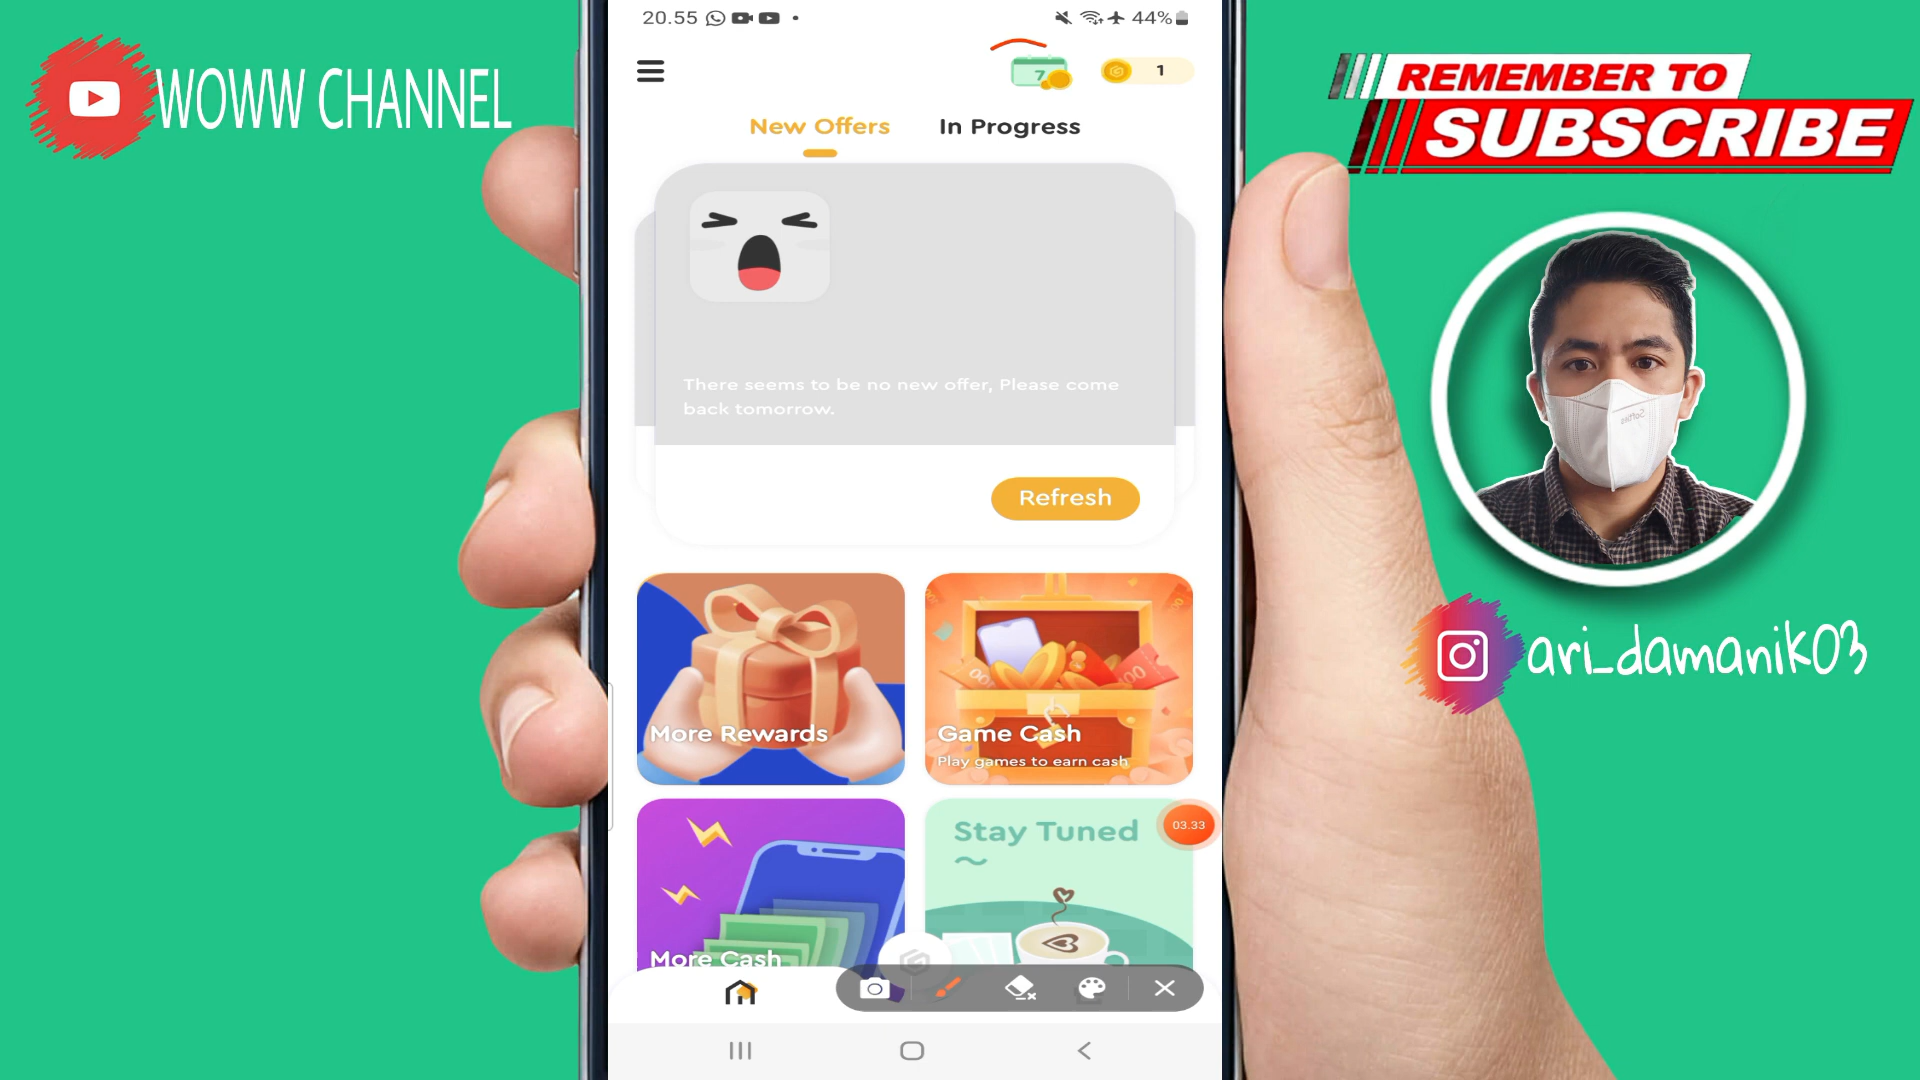 WOWW CHANNEL
20.55
44%
7
1
New Offers
In Progress
There seems to be no new offer, Please come
back tomorrow.
Refresh
More Rewards
Game Cash
Play games to earn cash
More Cash
Stay Tuned
~
03.33
REMEMBER TO
SUBSCRIBE
ari_damanik03